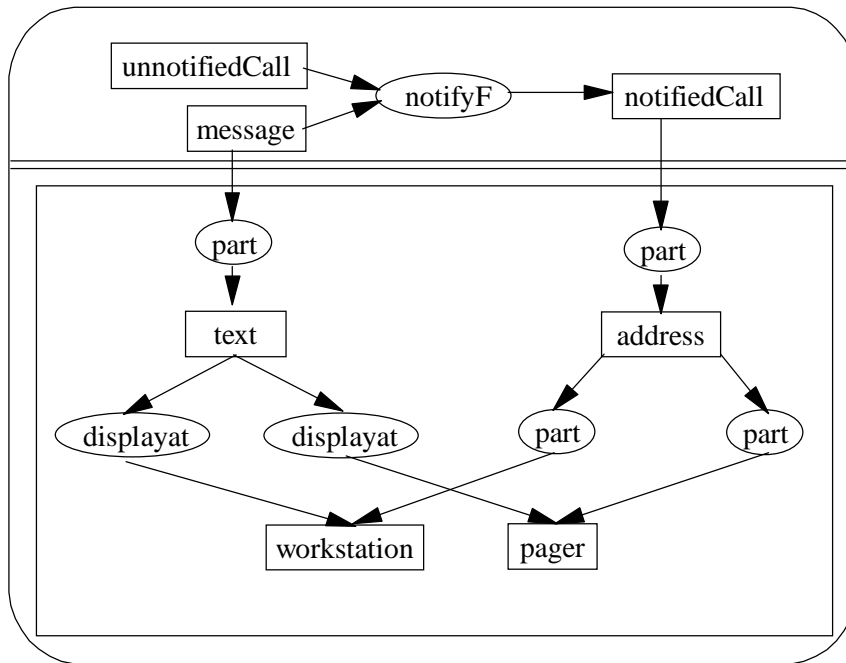 unnotifiedCall
notifyF
notifiedCall
message
part
part
text
address
displayat
displayat
part
part
workstation
pager